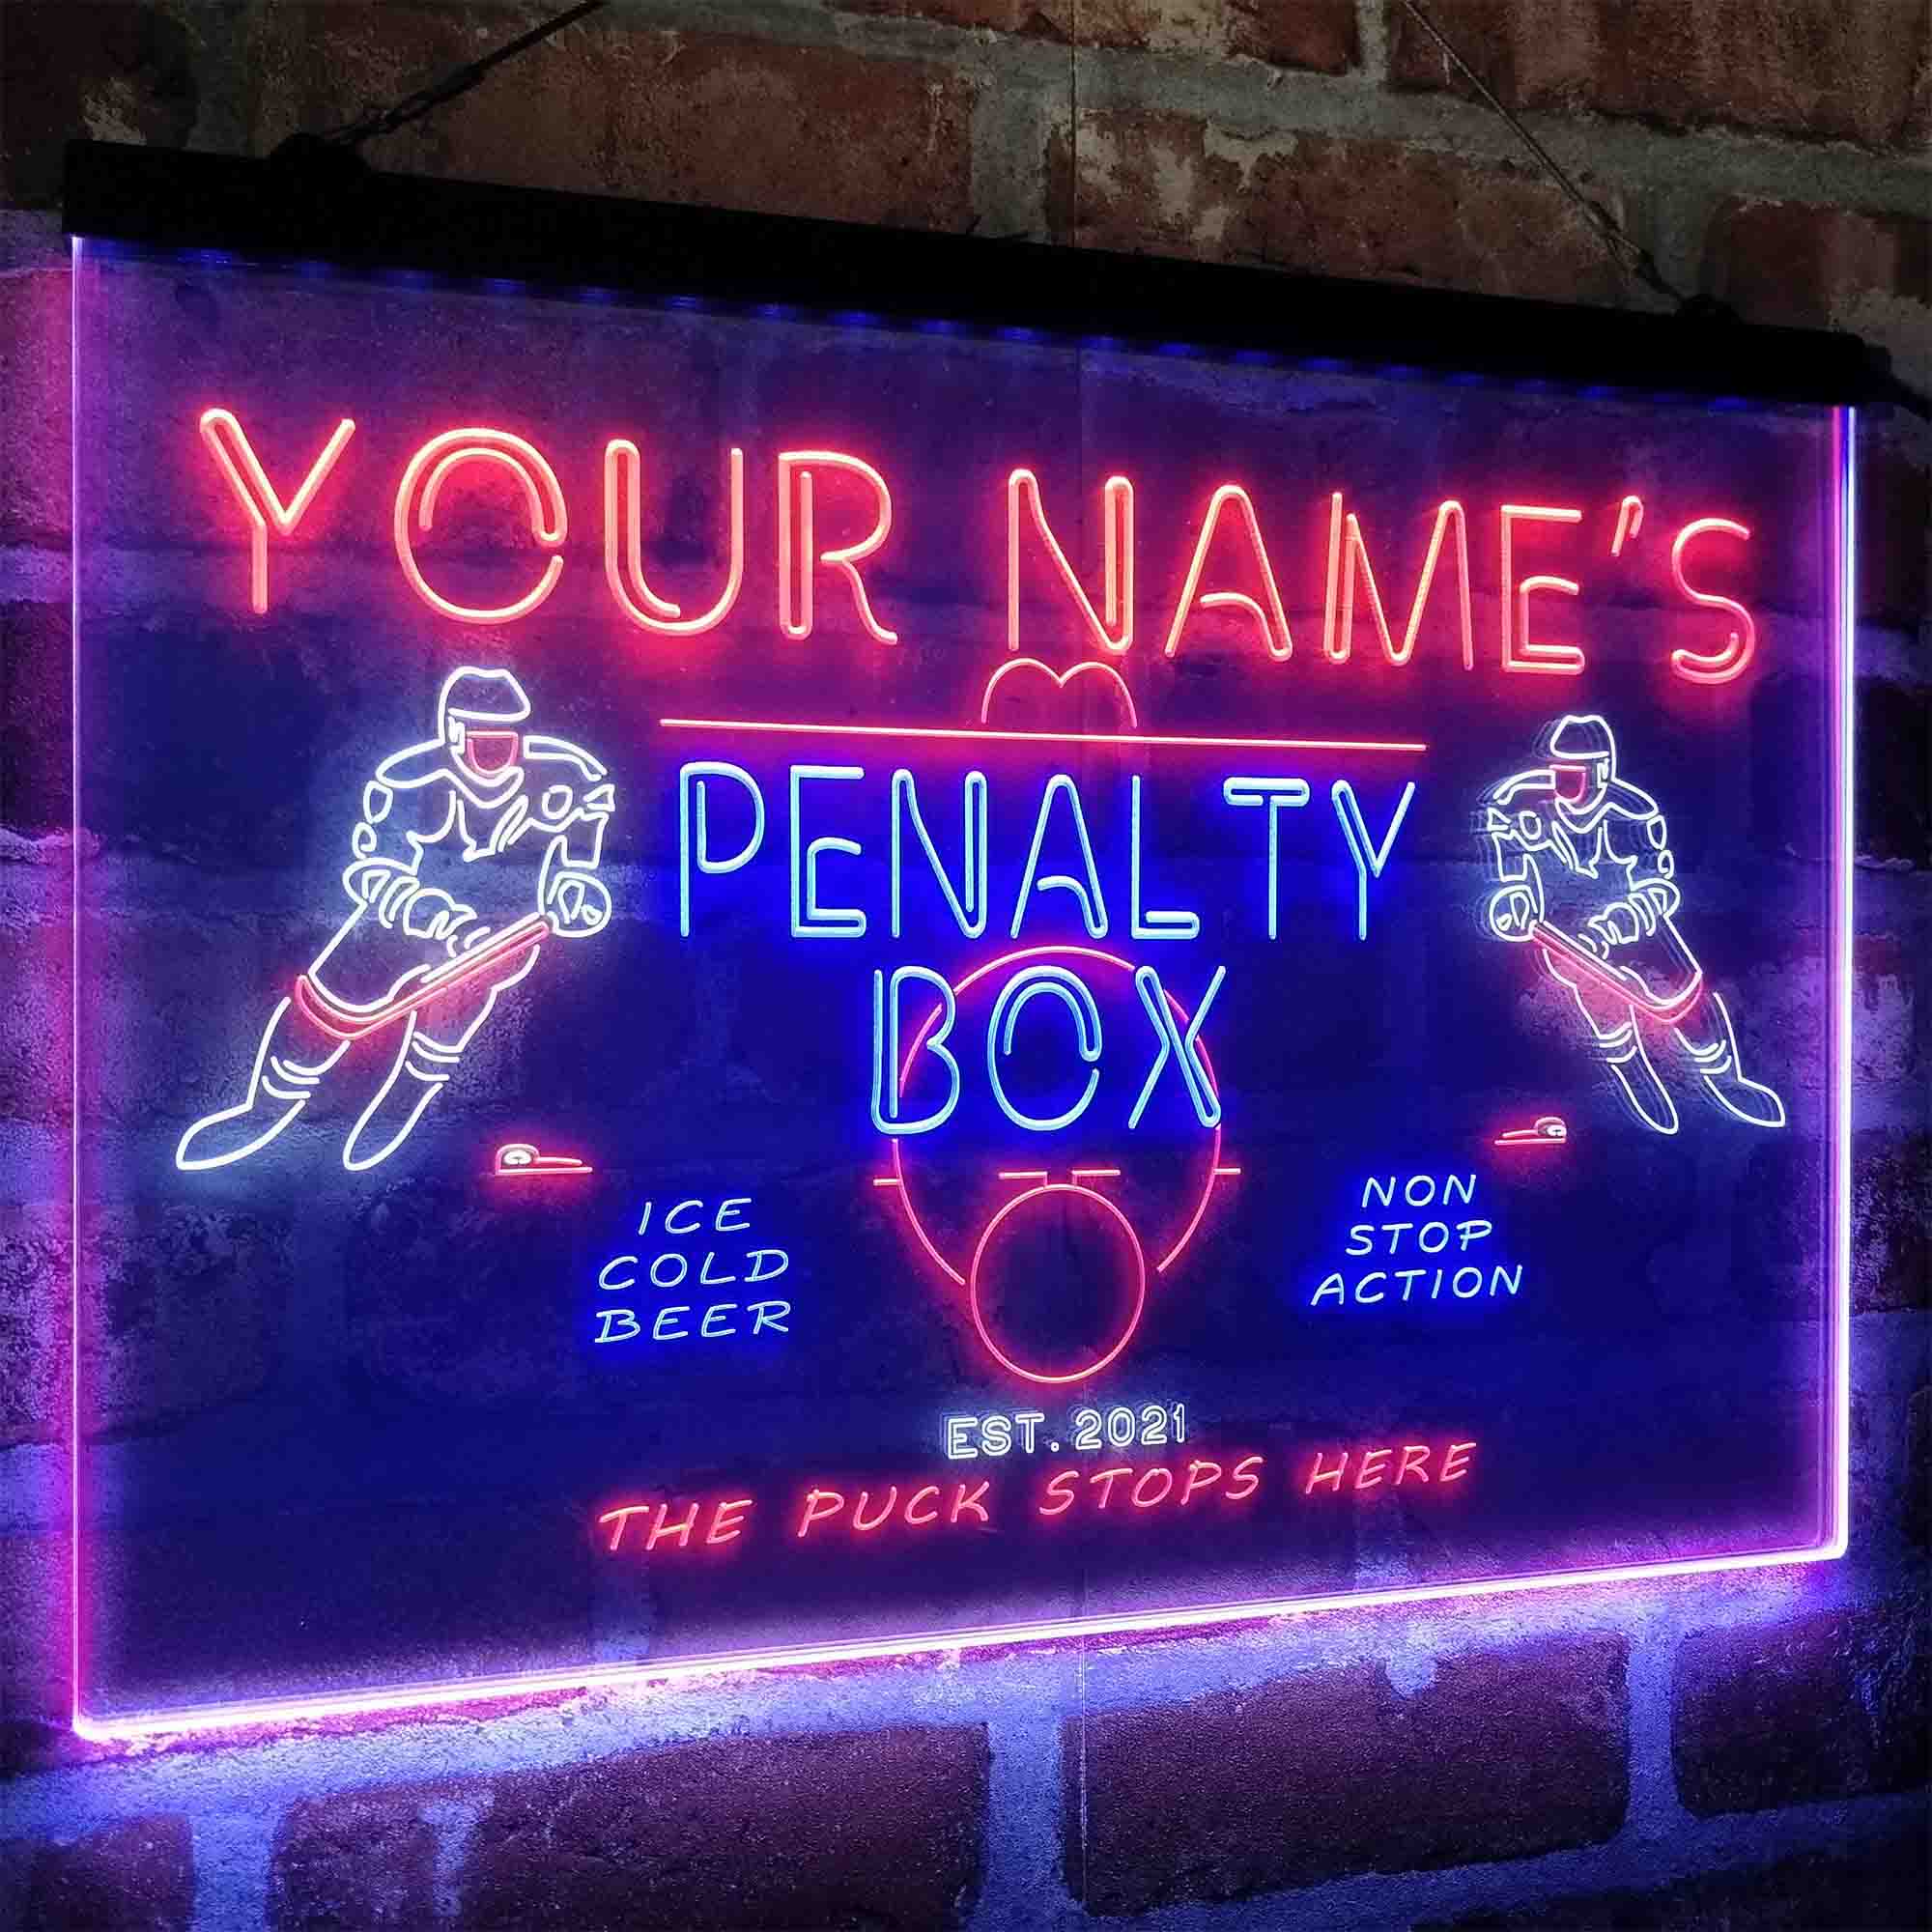 YOUR NAME'S
PENALTY
BOX
ICE
COLD
BEER
NON
STOP
ACTION
EST. 2021
THE PUCK STOPS HERE